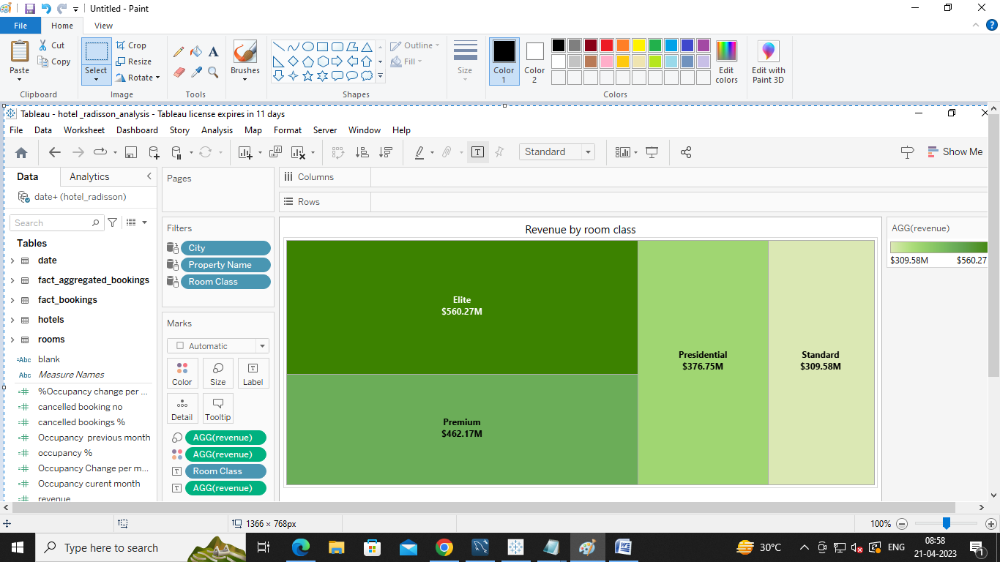 Untitled - Paint
File Home View
Paste
Cut
Copy
Clipboard
Select
Crop
Resize
Rotate
Image
A
Tools
Brushes
Outline
Fill
Shapes
Size
Color 1
Color 2
Edit colors
Edit with Paint 3D
Colors
Tableau - hotel _radisson_analysis - Tableau license expires in 11 days
File Data Worksheet Dashboard Story Analysis Map Format Server Window Help
Standard
Show Me
Data Analytics
date+ (hotel_radisson)
Search
Tables
date
fact_aggregated_bookings
fact_bookings
hotels
rooms
=Abc blank
Abc Measure Names
=# %Occupancy change per ...
=# cancelled booking no
=# cancelled bookings %
=# Occupancy previous month
=# occupancy %
=# Occupancy Change per m...
=# Occupancy curent month
=# revenue
Pages
Filters
City
Property Name
Room Class
Marks
Automatic
Color Size Label
Detail Tooltip
AGG(revenue)
AGG(revenue)
Room Class
AGG(revenue)
Columns
Rows
Revenue by room class
Elite
$560.27M
Premium
$462.17M
Presidential
$376.75M
Standard
$309.58M
AGG(revenue)
$309.58M $560.27
1366 × 768px
100%
Type here to search
30°C
ENG
08:58
21-04-2023
1